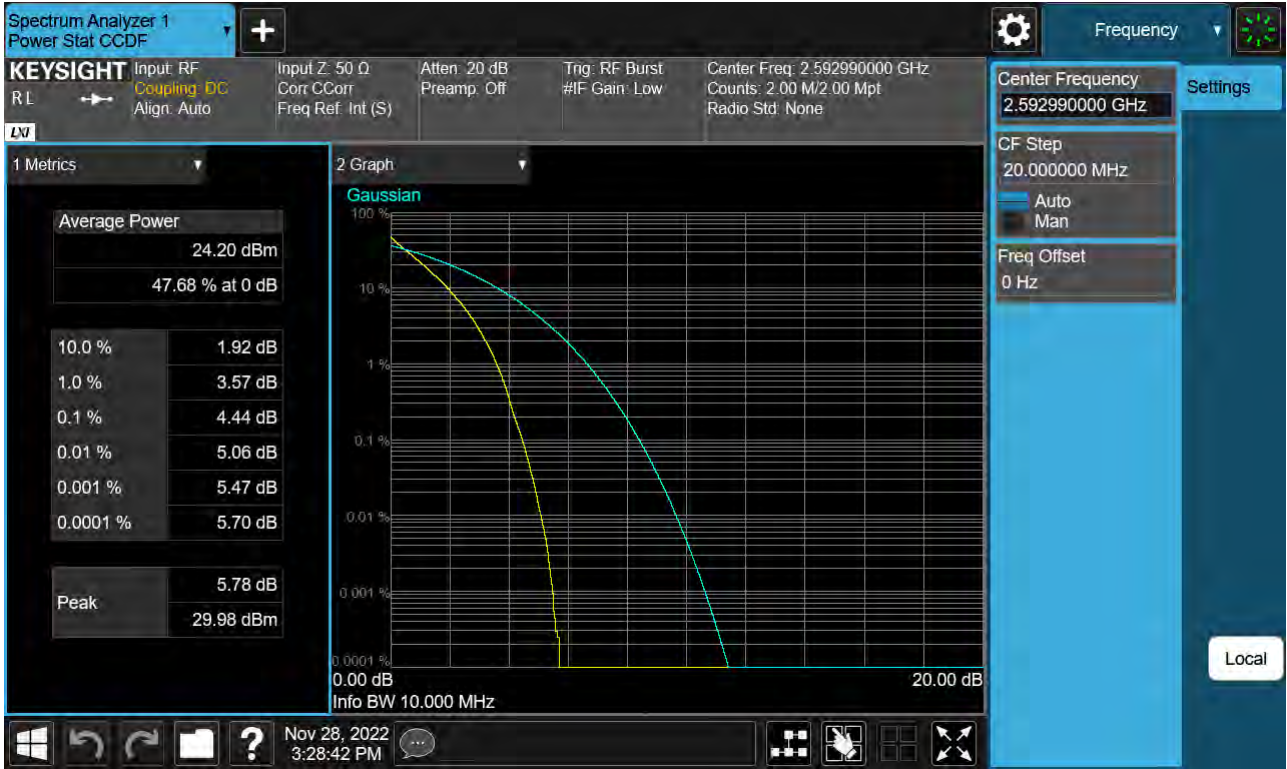 Spectrum Analyzer 1
Power Stat CCDF
Frequency
KEYSIGHT
R L
LXI
Input: RF
Coupling: DC
Align: Auto
Input Z: 50 Ω
Corr CCorr
Freq Ref: Int (S)
Atten: 20 dB
Preamp: Off
Trig: RF Burst
#IF Gain: Low
Center Freq: 2.592990000 GHz
Counts: 2.00 M/2.00 Mpt
Radio Std: None
Center Frequency
2.592990000 GHz
Settings
CF Step
20.000000 MHz
Auto
Man
Freq Offset
0 Hz
1 Metrics
Average Power
24.20 dBm
47.68 % at 0 dB
10.0 % 1.92 dB
1.0 % 3.57 dB
0.1 % 4.44 dB
0.01 % 5.06 dB
0.001 % 5.47 dB
0.0001 % 5.70 dB
Peak
5.78 dB
29.98 dBm
2 Graph
Gaussian
100 %
10 %
1 %
0.1 %
0.01 %
0.001 %
0.0001 %
0.00 dB 20.00 dB
Info BW 10.000 MHz
Local
?
Nov 28, 2022
3:28:42 PM